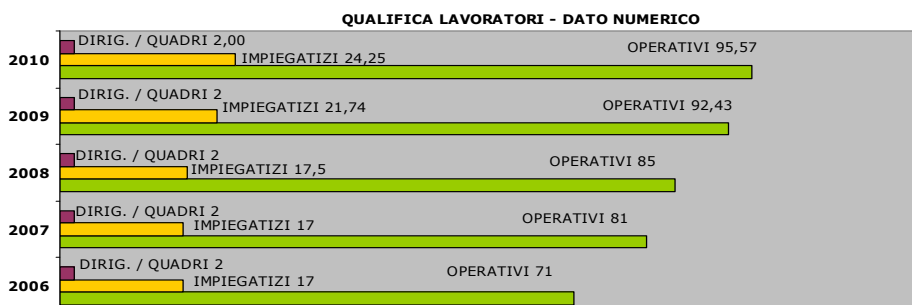 QUALIFICA LAVORATORI - DATO NUMERICO
DIRIG. / QUADRI 2,00
OPERATIVI 95,57
2010
IMPIEGATIZI 24,25
DIRIG. / QUADRI 2
OPERATIVI 92,43
IMPIEGATIZI 21,74
2009
DIRIG. / QUADRI 2
OPERATIVI 85
IMPIEGATIZI 17,5
2008
DIRIG. / QUADRI 2
OPERATIVI 81
IMPIEGATIZI 17
2007
DIRIG. / QUADRI 2
OPERATIVI 71
IMPIEGATIZI 17
2006